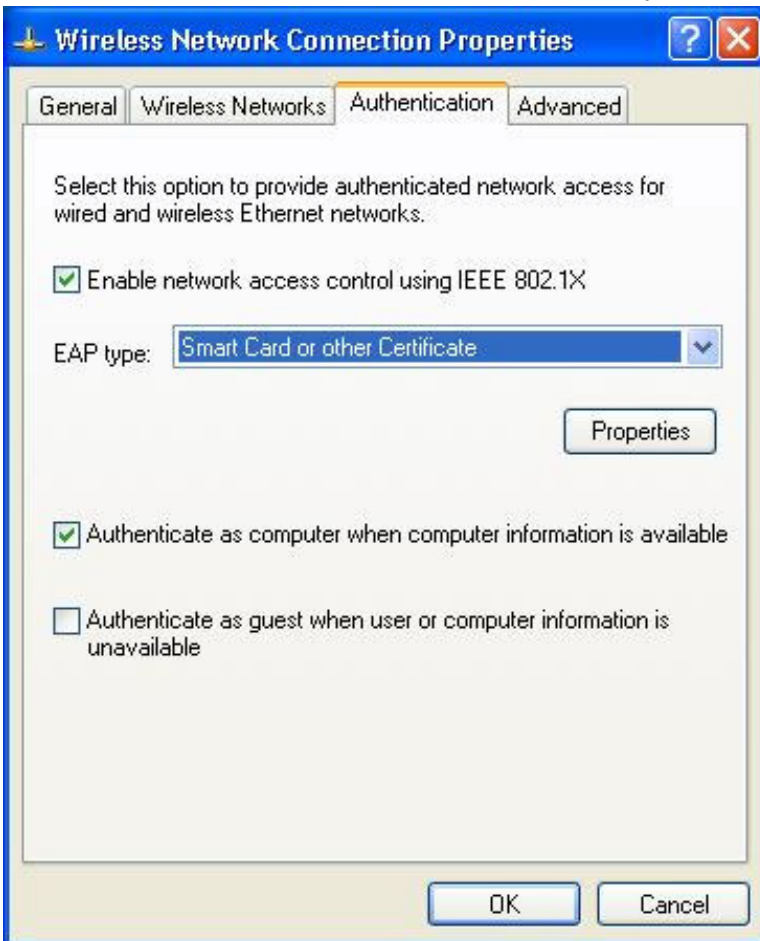 Wireless Network Connection Properties
General Wireless Networks Authentication Advanced
Select this option to provide authenticated network access for
wired and wireless Ethernet networks.
Enable network access control using IEEE 802.1X
EAP type: Smart Card or other Certificate
Properties
Authenticate as computer when computer information is available
Authenticate as guest when user or computer information is
unavailable
OK Cancel